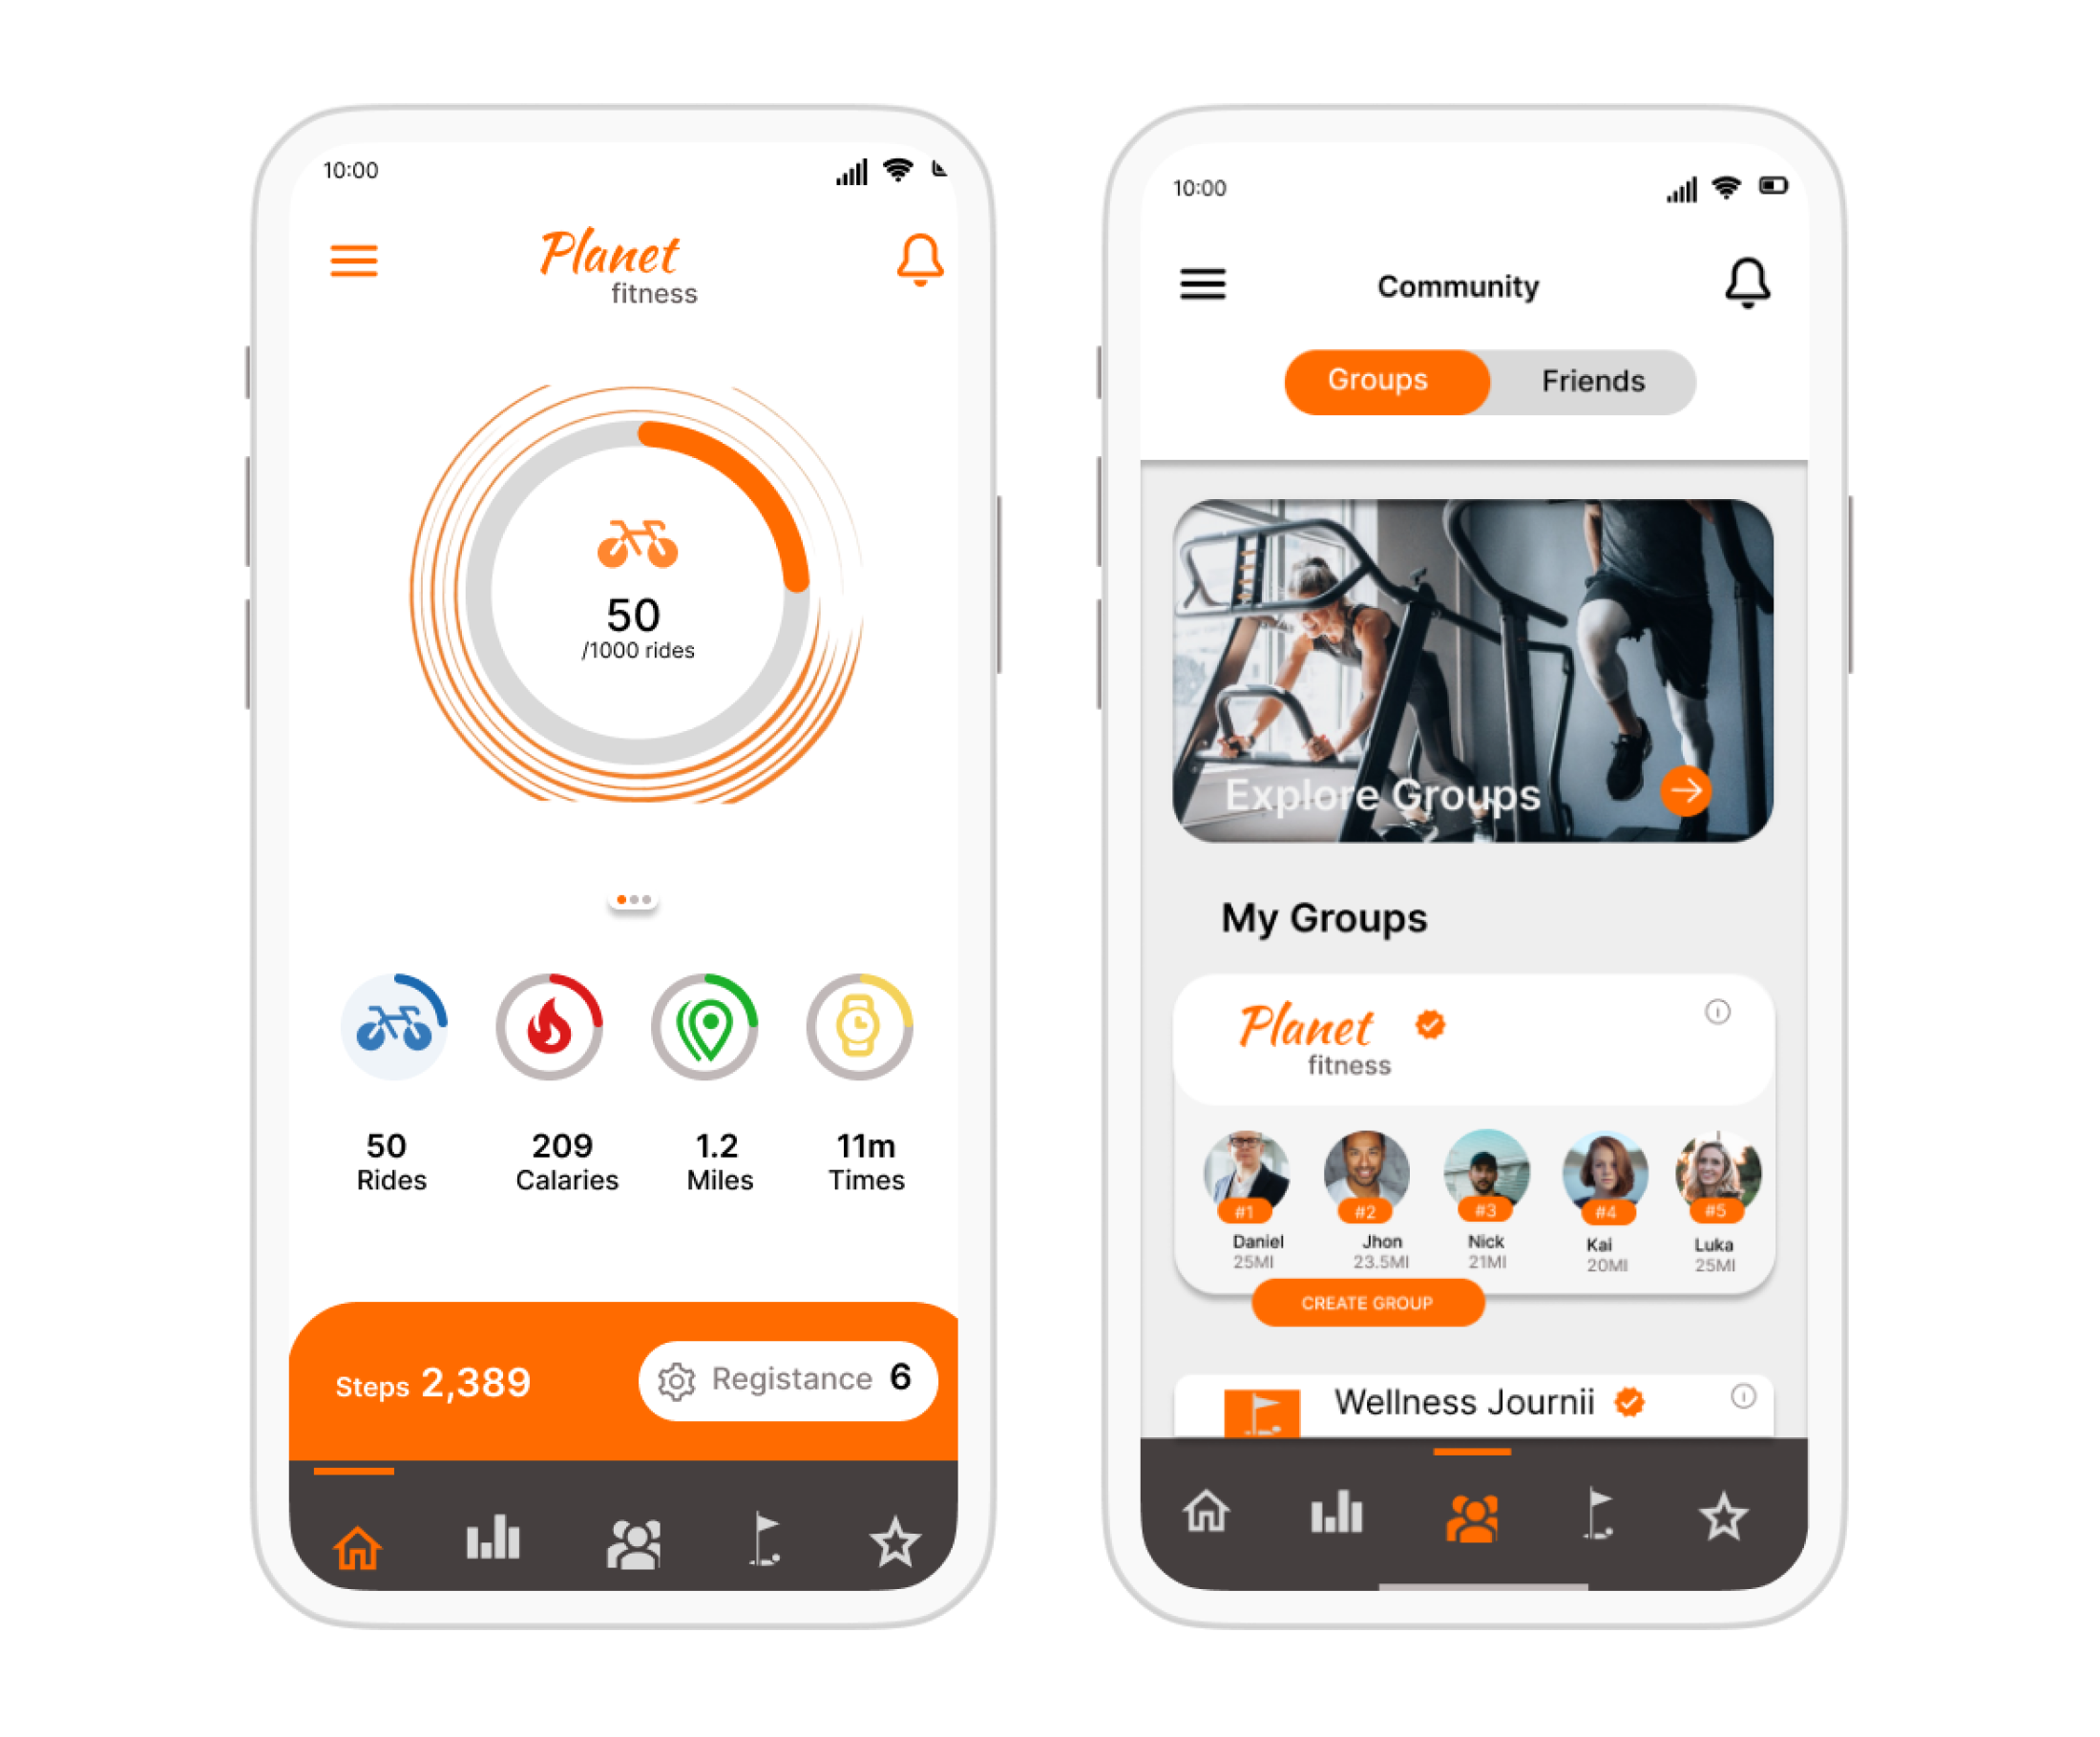 10:00
Planet
fitness
50
/1000 rides
50
Rides
209
Calaries
1.2
Miles
11m
Times
Steps 2,389
Registance 6
10:00
Community
Groups
Friends
Explore Groups
My Groups
Planet
fitness
#1
#2
#3
#4
#5
Daniel
25MI
Jhon
23.5MI
Nick
21MI
Kai
20MI
Luka
25MI
CREATE GROUP
Wellness Journii